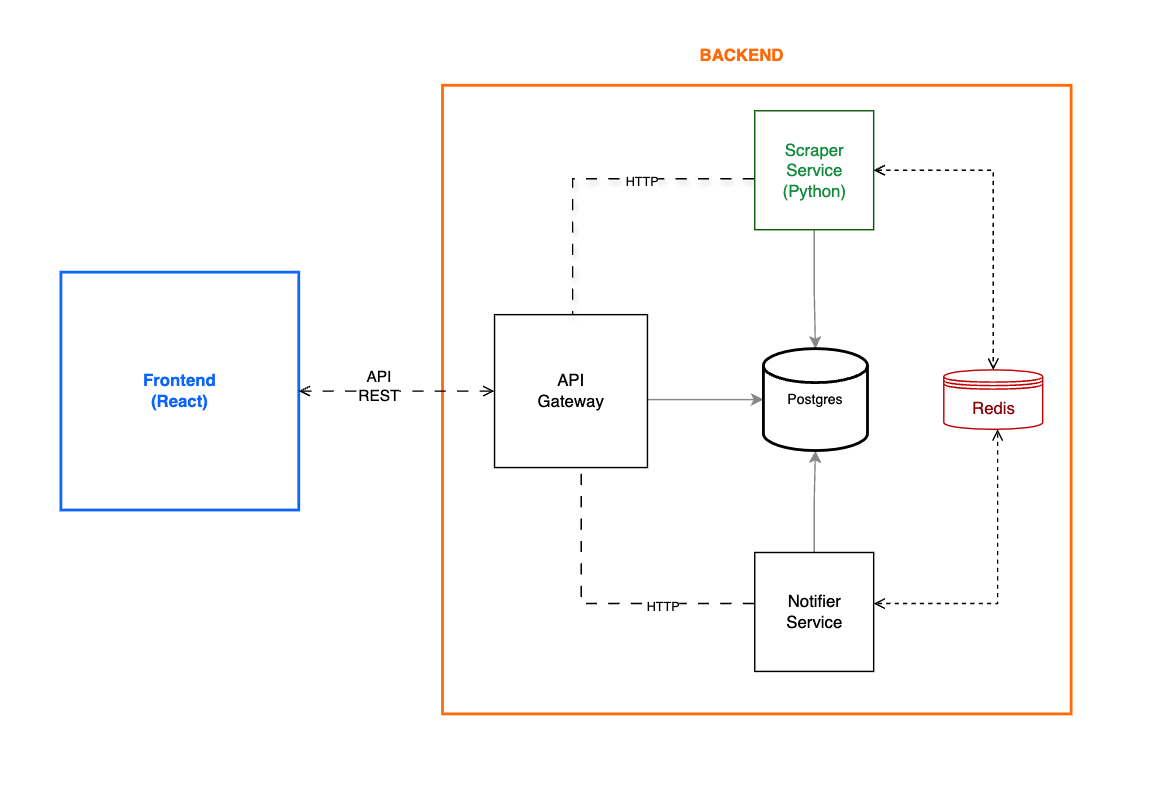 BACKEND
Scraper
Service
(Python)
HTTP
Frontend
(React)
API
REST
API
Gateway
Postgres
Redis
HTTP
Notifier
Service